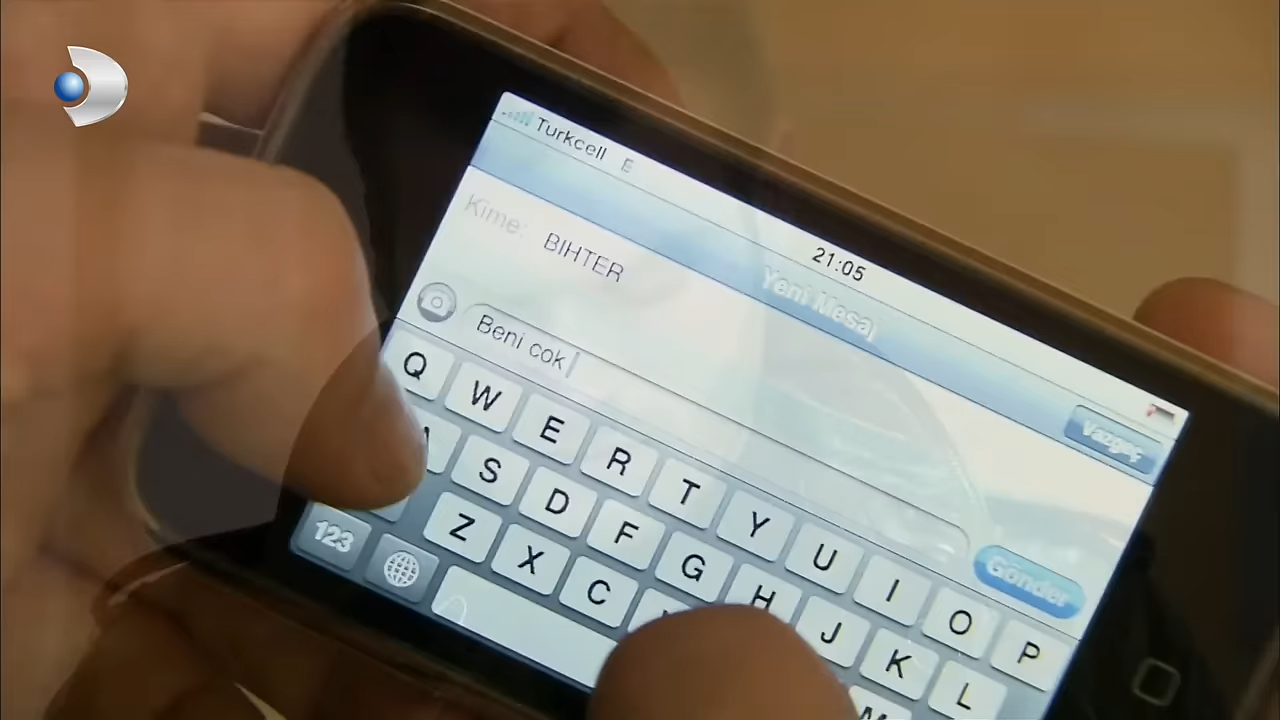 Turkcell E
21:05
Yeni Mesaj
Vazgeç
Kime: BIHTER
Beni cok
Gönder
Q W E R T Y U I O P
S D F G H J K L
Z X C M
123